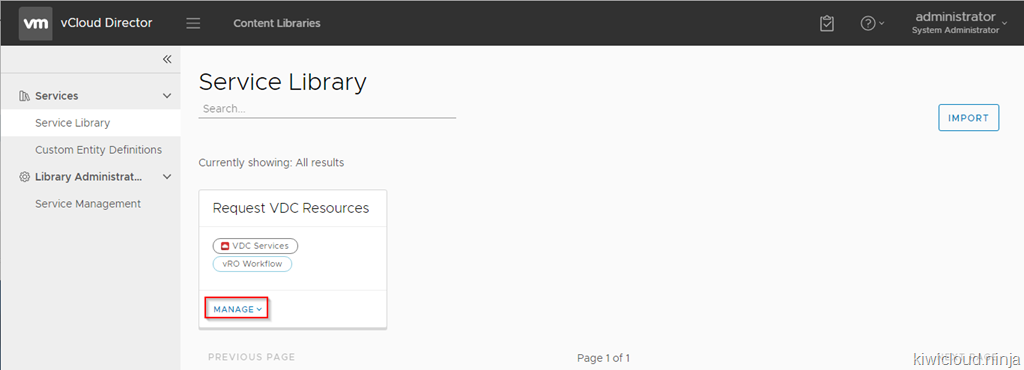 vm vCloud Director Content Libraries administrator
System Administrator
Services
Service Library
Custom Entity Definitions
Library Administrat...
Service Management
Service Library
Search...
IMPORT
Currently showing: All results
Request VDC Resources
VDC Services
vRO Workflow
MANAGE
PREVIOUS PAGE Page 1 of 1
kiwicloud.ninja